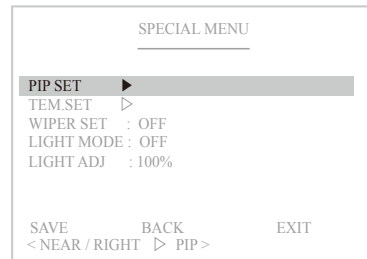 SPECIAL MENU
PIP SET ▶
TEM.SET ▷
WIPER SET : OFF
LIGHT MODE : OFF
LIGHT ADJ : 100%
SAVE BACK EXIT
< NEAR / RIGHT ▷ PIP >